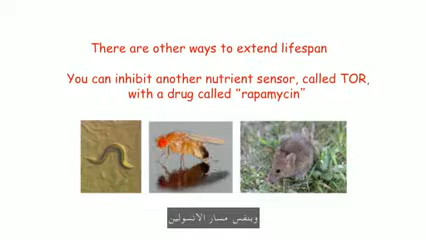 There are other ways to extend lifespan
You can inhibit another nutrient sensor, called TOR,
with a drug called "rapamycin"
وبنفس مسار الانسولين